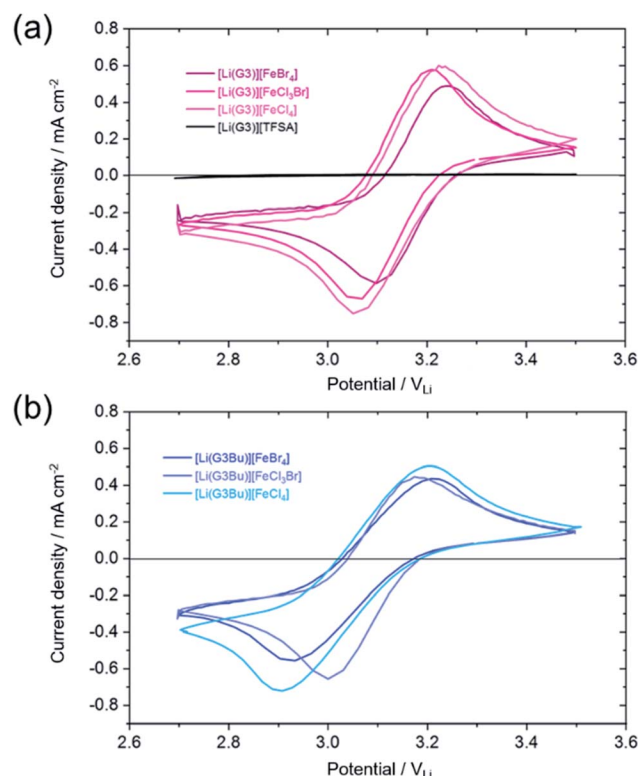 (a)
[Li(G3)][FeBr₄]
[Li(G3)][FeCl₃Br]
[Li(G3)][FeCl₄]
[Li(G3)][TFSA]
Current density / mA cm⁻²
0.8
0.6
0.4
0.2
0.0
-0.2
-0.4
-0.6
-0.8
2.6 2.8 3.0 3.2 3.4 3.6
Potential / V_Li
(b)
[Li(G3Bu)][FeBr₄]
[Li(G3Bu)][FeCl₃Br]
[Li(G3Bu)][FeCl₄]
Current density / mA cm⁻²
0.8
0.6
0.4
0.2
0.0
-0.2
-0.4
-0.6
-0.8
2.6 2.8 3.0 3.2 3.4 3.6
Potential / V_Li